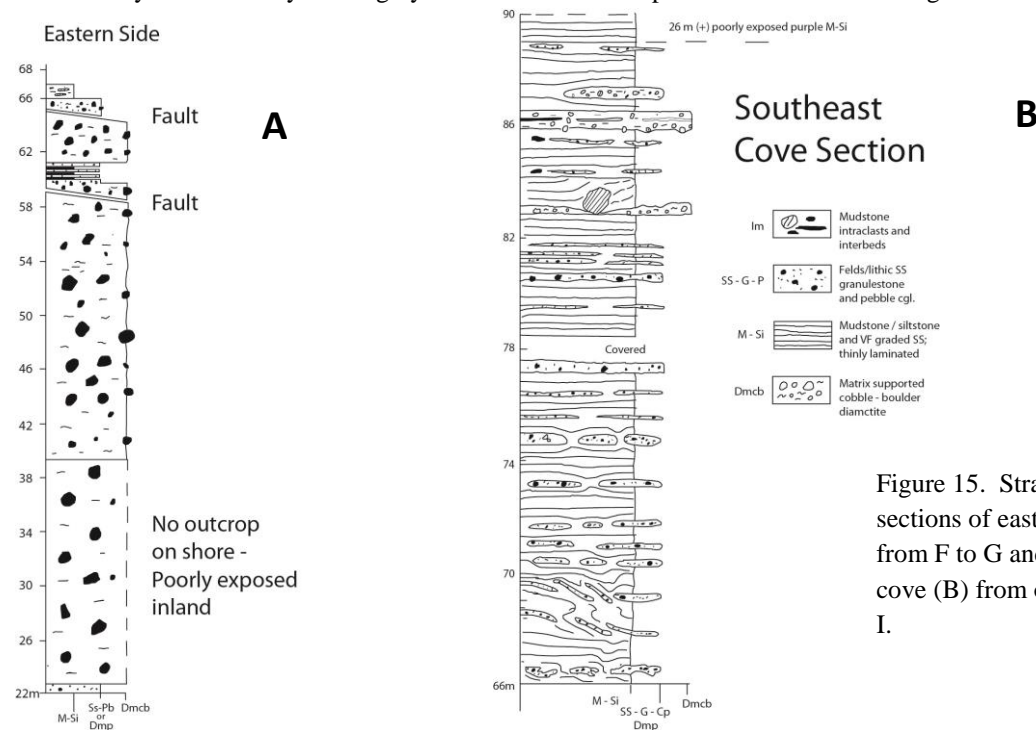 Eastern Side
A
68
66
62
58
54
50
46
42
38
34
30
26
22m
Fault
Fault
No outcrop
on shore -
Poorly exposed
inland
M-Si
Ss-Pb
or
Dmp
Dmcb
90
86
82
78
74
70
66m
26 m (+) poorly exposed purple M-Si
Covered
M - Si
SS - G - Cp
Dmp
Dmcb
Southeast
Cove Section
B
Im
Mudstone
intraclasts and
interbeds
SS - G - P
Felds/lithic SS
granulestone
and pebble cgl.
M - Si
Mudstone / siltstone
and VF graded SS;
thinly laminated
Dmcb
Matrix supported
cobble - boulder
diamctite
Figure 15. Stra
sections of east
from F to G and
cove (B) from
I.